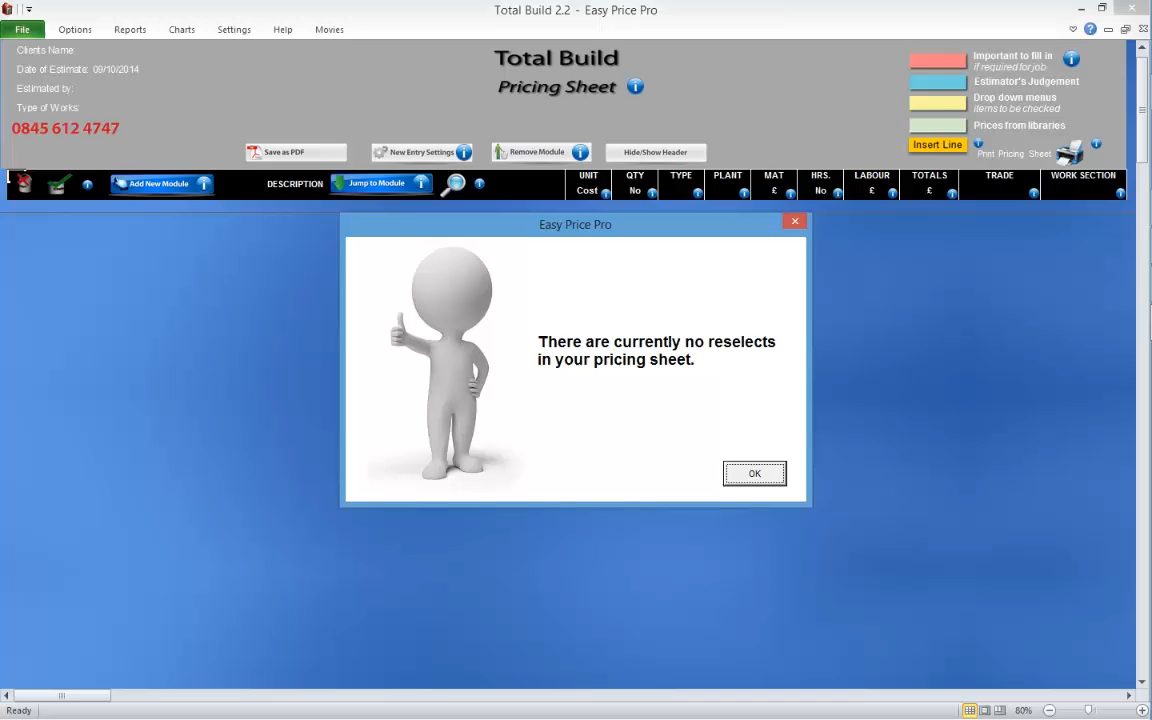 Total Build 2.2 - Easy Price Pro
File Options Reports Charts Settings Help Movies
Clients Name:
Date of Estimate: 09/10/2014
Estimated by:
Type of Works:
0845 612 4747
Total Build
Pricing Sheet
Important to fill in
if required for job
Estimator's Judgement
Drop down menus
items to be checked
Prices from libraries
Insert Line
Print Pricing Sheet
Save as PDF
New Entry Settings
Remove Module
Hide/Show Header
Add New Module
DESCRIPTION
Jump to Module
UNIT
Cost
QTY
No
TYPE
PLANT
MAT
£
HRS.
No
LABOUR
£
TOTALS
£
TRADE
WORK SECTION
Easy Price Pro
There are currently no reselects
in your pricing sheet.
OK
Ready
80%